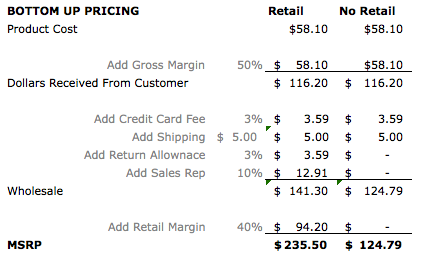 BOTTOM UP PRICING Retail No Retail
Product Cost $58.10 $58.10
Add Gross Margin 50% $ 58.10 $58.10
Dollars Received From Customer $ 116.20 $ 116.20
Add Credit Card Fee 3% $ 3.59 $ 3.59
Add Shipping $ 5.00 $ 5.00 $ 5.00
Add Return Allownace 3% $ 3.59 $ -
Add Sales Rep 10% $ 12.91 $ -
Wholesale $ 141.30 $ 124.79
Add Retail Margin 40% $ 94.20 $ -
MSRP $235.50 $ 124.79